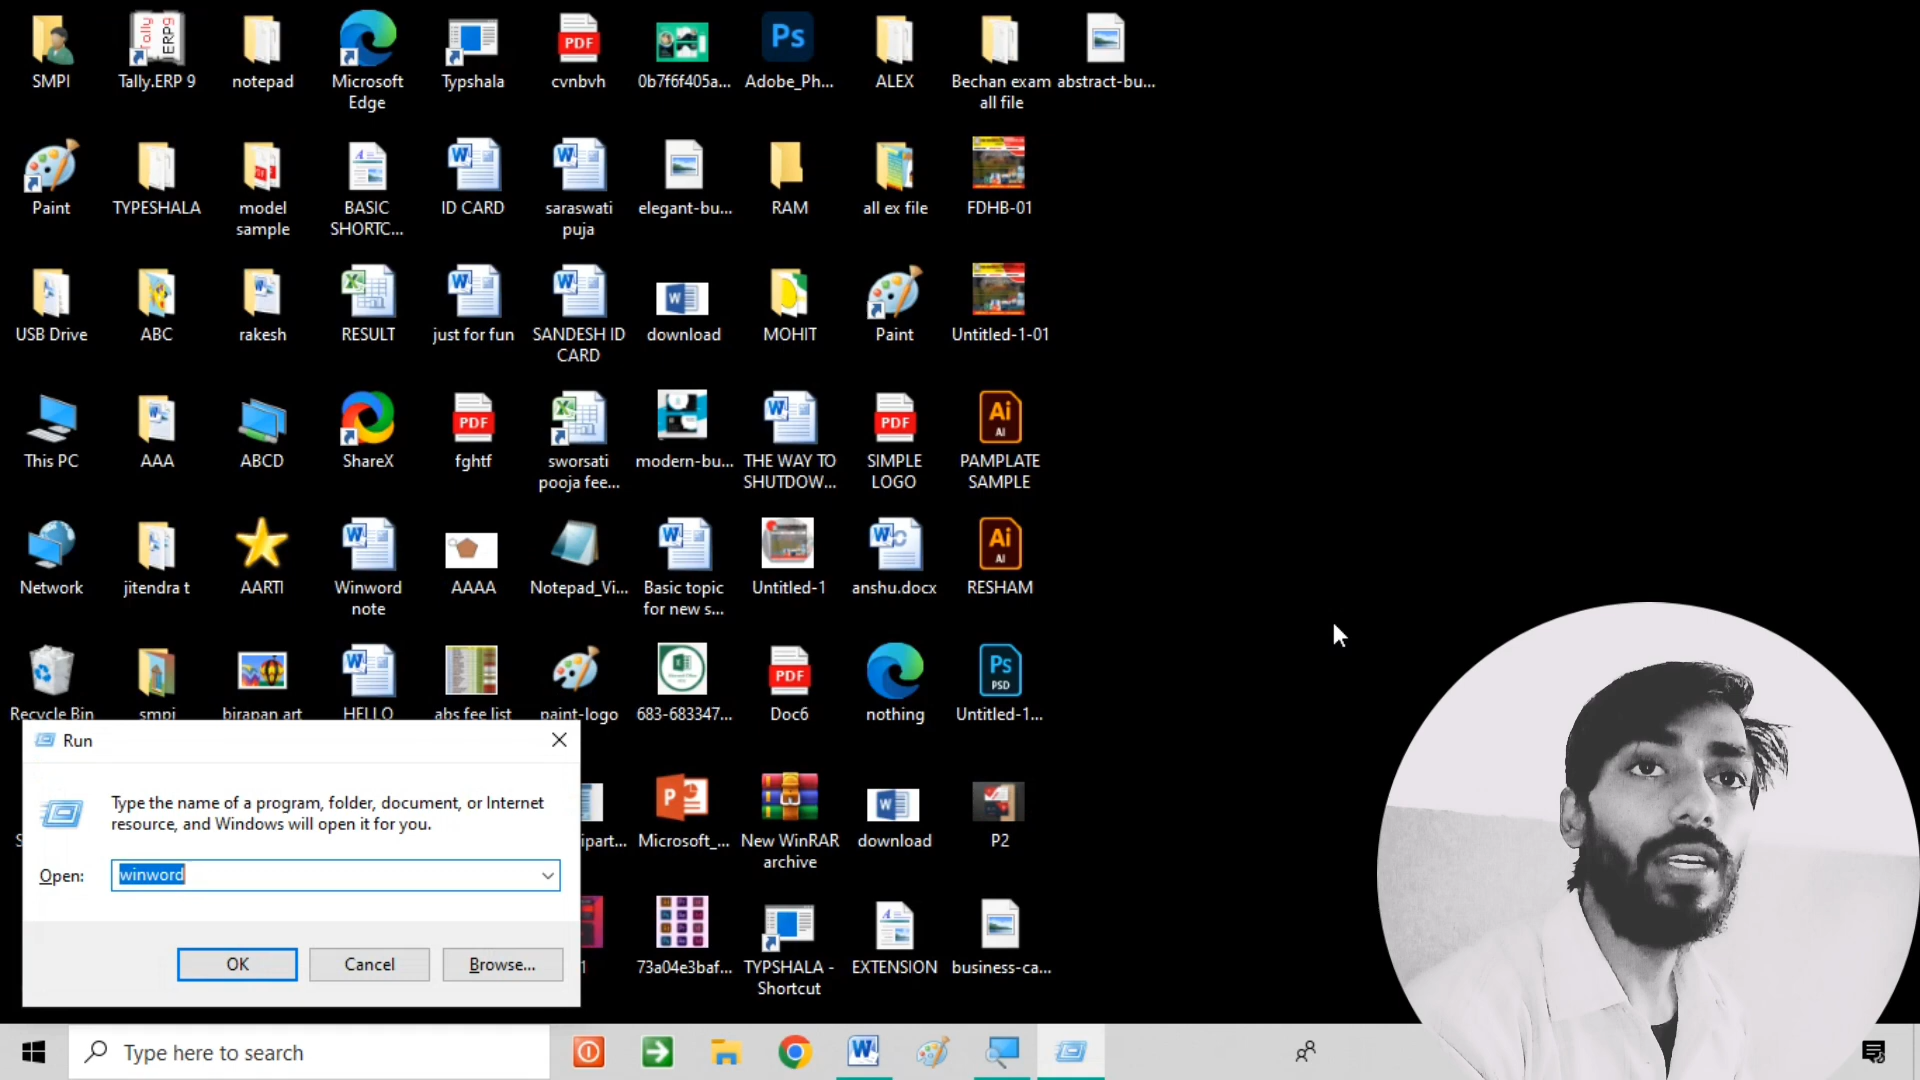 SMPI
Tally.ERP 9
notepad
Microsoft
Edge
Typshala
cvnbvh
0b7f6f405a...
Adobe_Ph...
ALEX
Bechan exam
all file
abstract-bu...
Paint
TYPESHALA
model
sample
BASIC
SHORTC...
ID CARD
saraswati
puja
elegant-bu...
RAM
all ex file
FDHB-01
USB Drive
ABC
rakesh
RESULT
just for fun
SANDESH ID
CARD
download
MOHIT
Paint
Untitled-1-01
This PC
AAA
ABCD
ShareX
fghtf
sworsati
pooja fee...
modern-bu...
THE WAY TO
SHUTDOW...
SIMPLE
LOGO
PAMPLATE
SAMPLE
Network
jitendra t
AARTI
Winword
note
AAAA
Notepad_Vi...
Basic topic
for new s...
Untitled-1
anshu.docx
RESHAM
Recycle Bin
smpi
birapan art
HELLO
abs fee list
paint-logo
683-683347...
Doc6
nothing
Untitled-1...
ipart...
Microsoft_...
New WinRAR
archive
download
P2
73a04e3baf...
TYPSHALA -
Shortcut
EXTENSION
business-ca...
Run
Type the name of a program, folder, document, or Internet
resource, and Windows will open it for you.
Open:
winword
OK
Cancel
Browse...
Type here to search